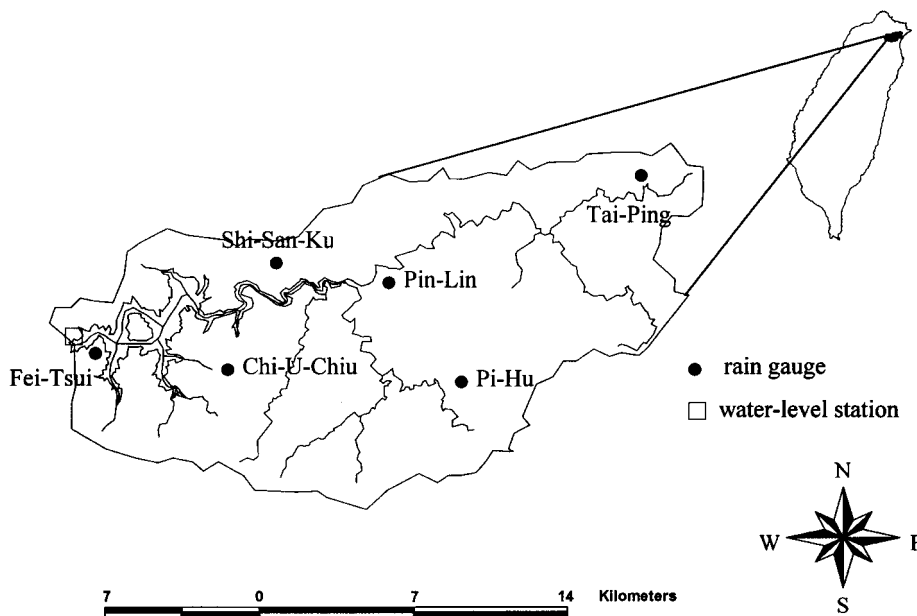 Tai-Ping
Shi-San-Ku
Pin-Lin
Fei-Tsui
Chi-U-Chiu
Pi-Hu
rain gauge
water-level station
N
W
E
S
7 0 7 14 Kilometers